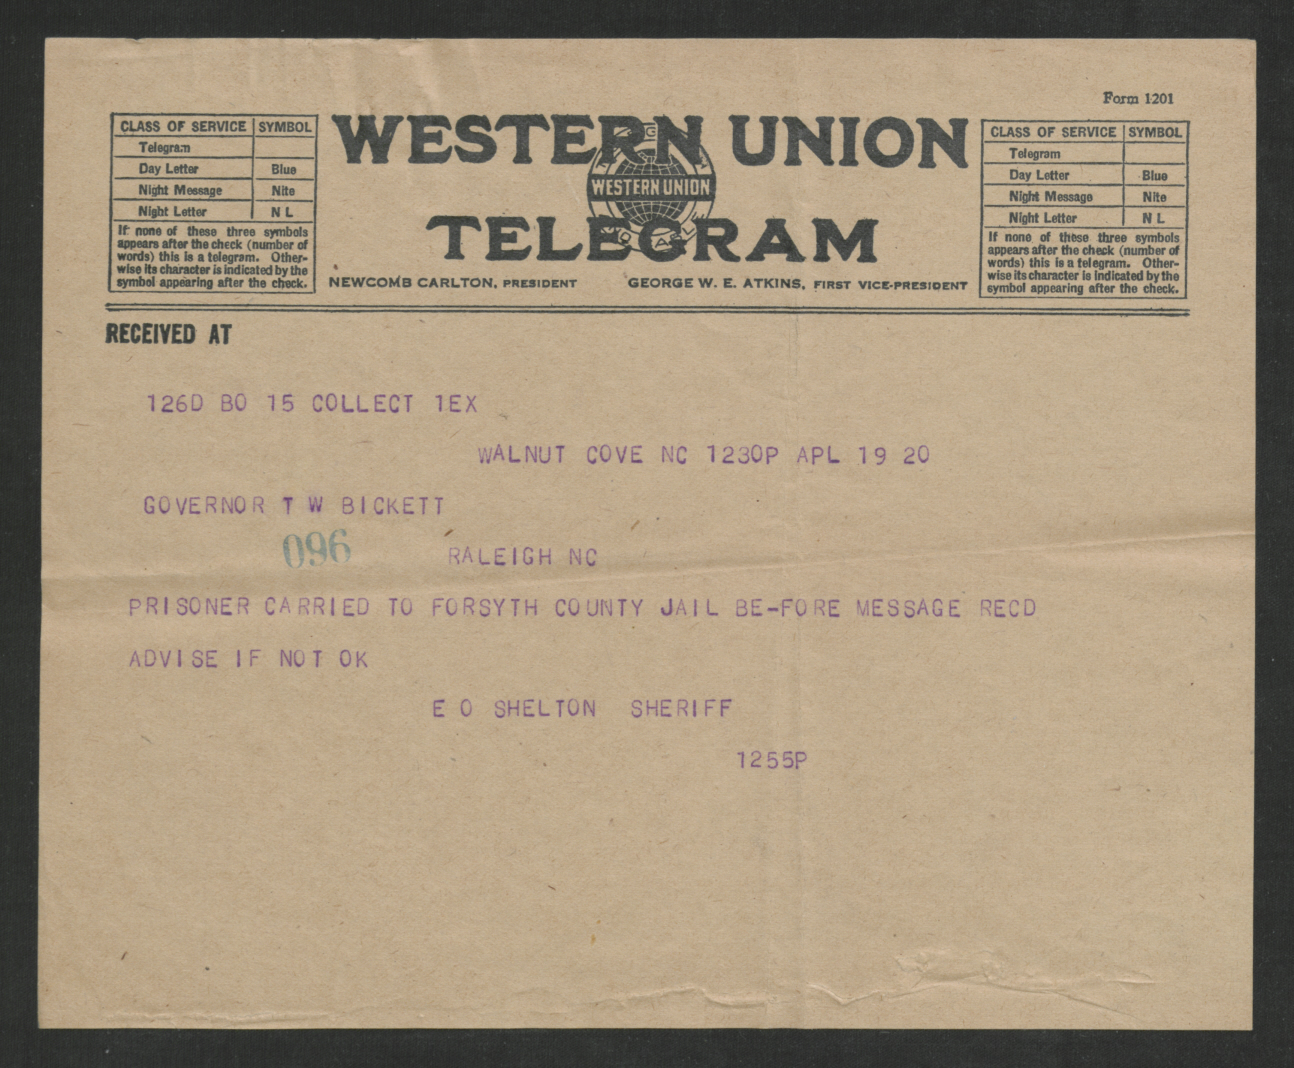 Form 1201
CLASS OF SERVICE SYMBOL
Telegram
Day Letter Blue
Night Message Nite
Night Letter N L
If none of these three symbols
appears after the check (number of
words) this is a telegram. Other-
wise its character is indicated by the
symbol appearing after the check.
WESTERN UNION
WESTERN UNION
TELEGRAM
NEWCOMB CARLTON, PRESIDENT GEORGE W. E. ATKINS, FIRST VICE-PRESIDENT
CLASS OF SERVICE SYMBOL
Telegram
Day Letter Blue
Night Message Nite
Night Letter N L
If none of these three symbols
appears after the check (number of
words) this is a telegram. Other-
wise its character is indicated by the
symbol appearing after the check.
RECEIVED AT
126D BO 15 COLLECT 1EX
WALNUT COVE NC 1230P APL 19 20
GOVERNOR T W BICKETT
096 RALEIGH NC
PRISONER CARRIED TO FORSYTH COUNTY JAIL BE-FORE MESSAGE RECD
ADVISE IF NOT OK
E O SHELTON SHERIFF
1255P